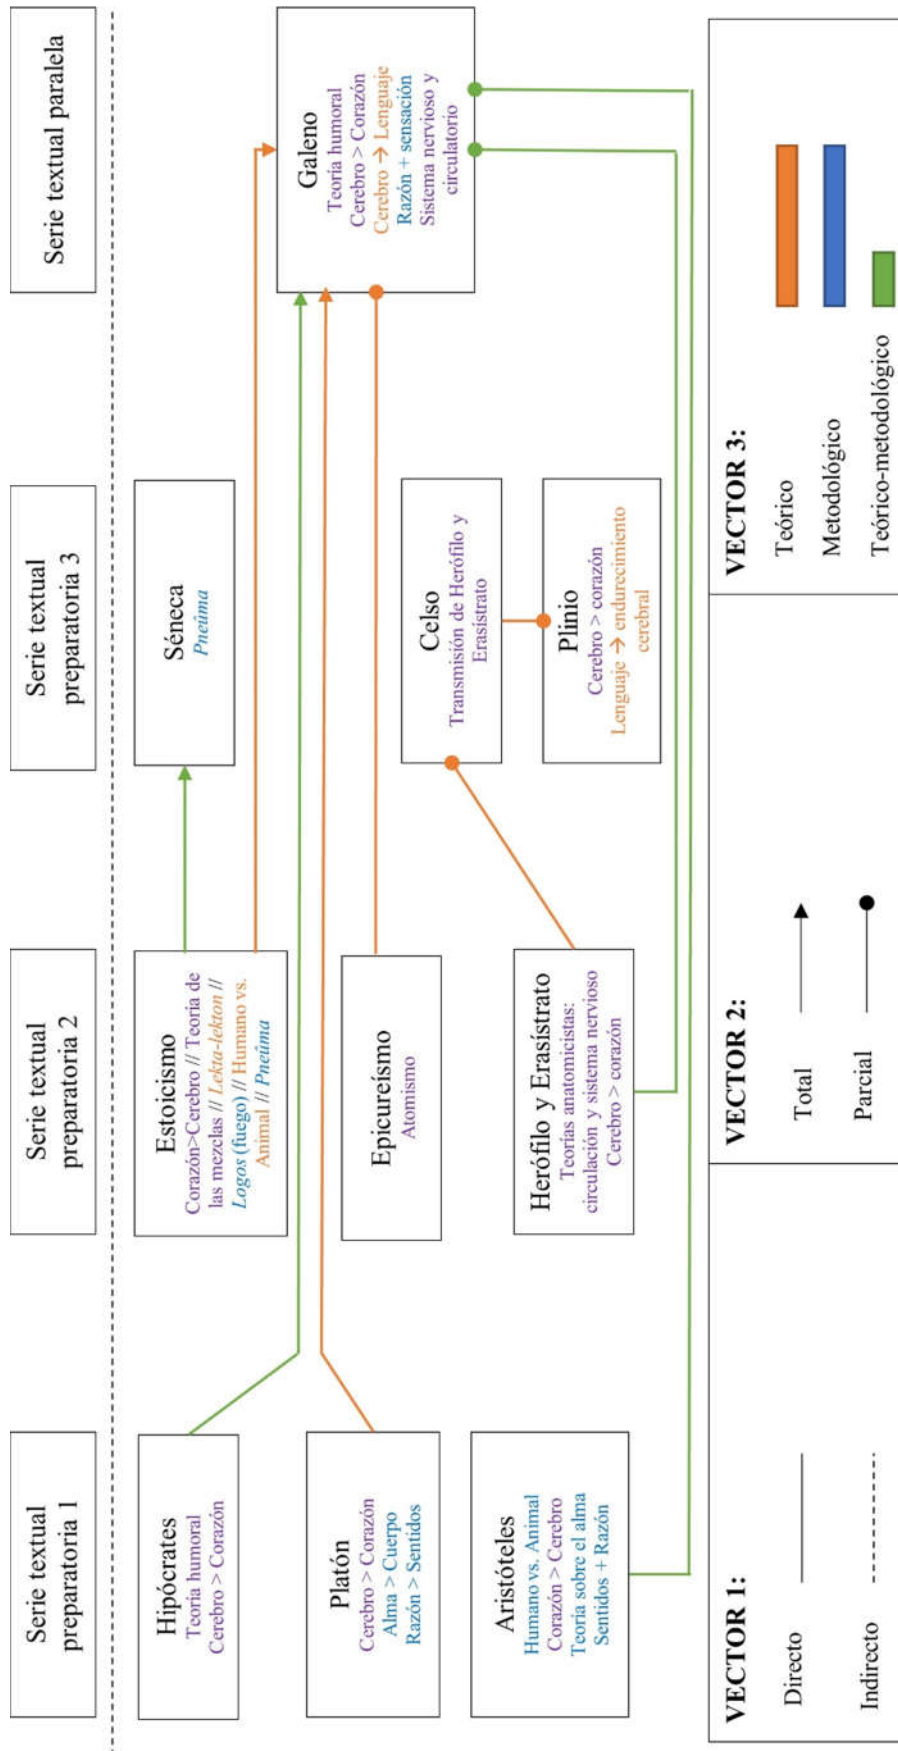 Serie textual
preparatoria 1
Serie textual
preparatoria 2
Serie textual
preparatoria 3
Serie textual paralela
Hipócrates
Teoría humoral
Cerebro > Corazón
Platón
Cerebro > Corazón
Alma > Cuerpo
Razón > Sentidos
Aristóteles
Humano vs. Animal
Corazón > Cerebro
Teoría sobre el alma
Sentidos + Razón
Estoicismo
Corazón>Cerebro // Teoría de
las mezclas // Lekta-lekton //
Logos (fuego) // Humano vs.
Animal // Pneûma
Epicureísmo
Atomismo
Herófilo y Erasístrato
Teorías anatomicistas:
circulación y sistema nervioso
Cerebro > corazón
Séneca
Pneûma
Celso
Transmisión de Herófilo y
Erasístrato
Plinio
Cerebro > corazón
Lenguaje → endurecimiento
cerebral
Galeno
Teoría humoral
Cerebro > Corazón
Cerebro → Lenguaje
Razón + sensación
Sistema nervioso y
circulatorio
VECTOR 1:
Directo
Indirecto
VECTOR 2:
Total
Parcial
VECTOR 3:
Teórico
Metodológico
Teórico-metodológico